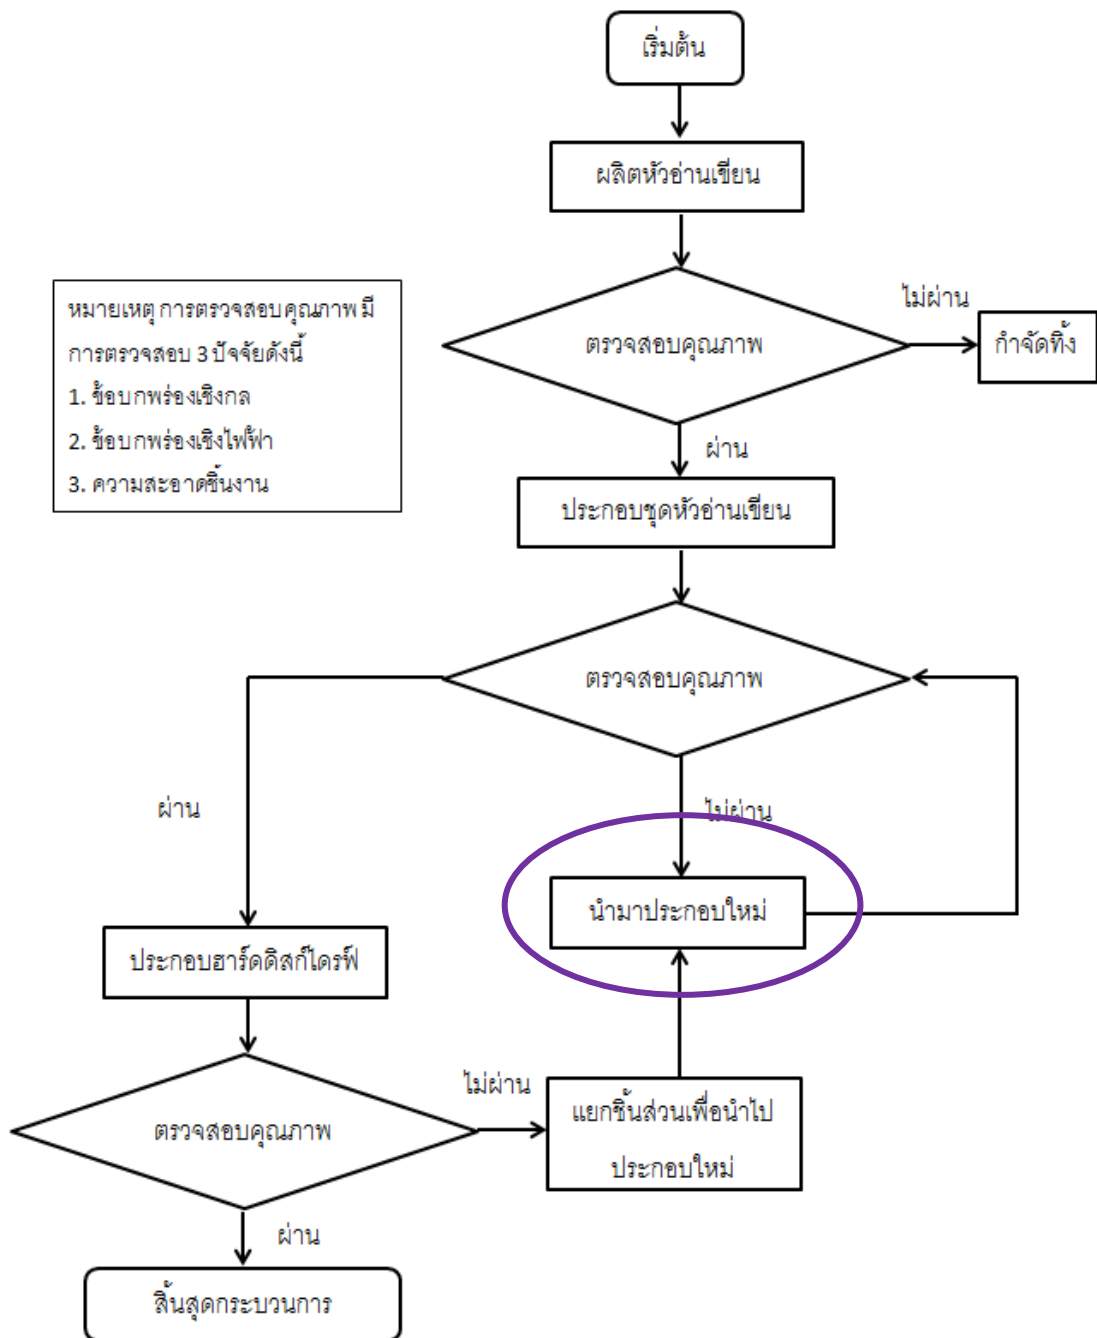 เริ่มต้น
ผลิตหัวอ่านเขียน
ตรวจสอบคุณภาพ
ไม่ผ่าน
กำจัดทิ้ง
หมายเหตุ การตรวจสอบคุณภาพ มี
การตรวจสอบ 3 ปัจจัยดังนี้
1. ข้อบกพร่องเชิงกล
2. ข้อบกพร่องเชิงไฟฟ้า
3. ความสะอาดชิ้นงาน
ผ่าน
ประกอบชุดหัวอ่านเขียน
ตรวจสอบคุณภาพ
ผ่าน
ไม่ผ่าน
นำมาประกอบใหม่
ประกอบฮาร์ดดิสก์ไดรฟ์
ตรวจสอบคุณภาพ
ไม่ผ่าน
แยกชิ้นส่วนเพื่อนำไป
ประกอบใหม่
ผ่าน
สิ้นสุดกระบวนการ